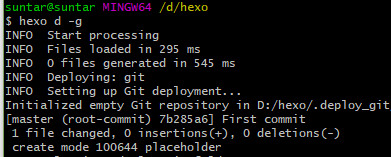 suntar@suntar MINGW64 /d/hexo
$ hexo d -g
INFO  Start processing
INFO  Files loaded in 295 ms
INFO  0 files generated in 545 ms
INFO  Deploying: git
INFO  Setting up Git deployment...
Initialized empty Git repository in D:/hexo/.deploy_git
[master (root-commit) 7b285a6] First commit
 1 file changed, 0 insertions(+), 0 deletions(-)
 create mode 100644 placeholder